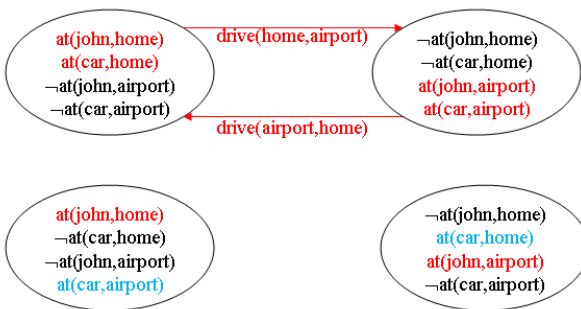 at(john,home)
at(car,home)
¬at(john,airport)
¬at(car,airport)
drive(home,airport)
¬at(john,home)
¬at(car,home)
at(john,airport)
at(car,airport)
drive(airport,home)
at(john,home)
¬at(car,home)
¬at(john,airport)
at(car,airport)
¬at(john,home)
at(car,home)
at(john,airport)
¬at(car,airport)